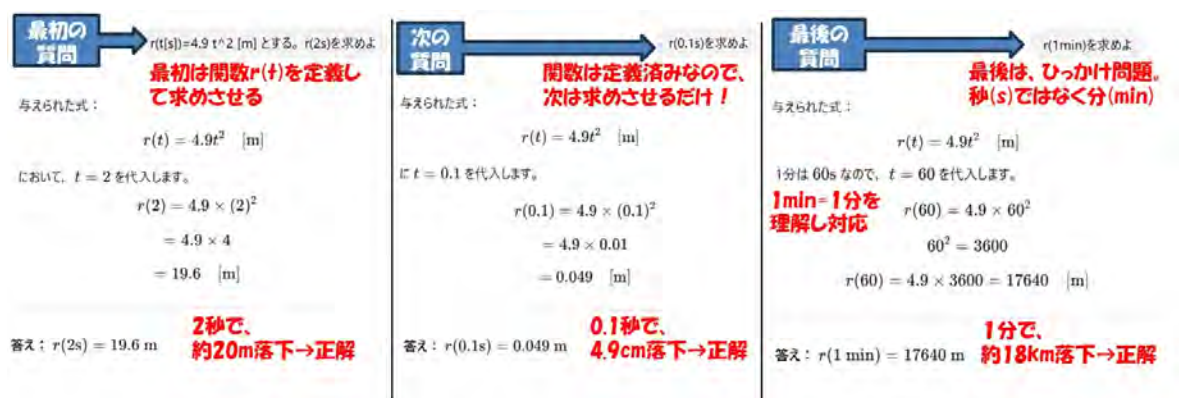 最初の
質問
r(t[s])=4.9 t^2 [m] とする。r(2s)を求めよ
最初は関数r(t)を定義し
て求めさせる
与えられた式：
r(t) = 4.9t² [m]
において、t = 2 を代入します。
r(2) = 4.9 × (2)²
= 4.9 × 4
= 19.6 [m]
2秒で、
約20m落下→正解
答え：r(2s) = 19.6 m
次の
質問
r(0.1s)を求めよ
関数は定義済みなので、
次は求めさせるだけ！
与えられた式：
r(t) = 4.9t² [m]
に t = 0.1 を代入します。
r(0.1) = 4.9 × (0.1)²
= 4.9 × 0.01
= 0.049 [m]
0.1秒で、
4.9cm落下→正解
答え：r(0.1s) = 0.049 m
最後の
質問
r(1min)を求めよ
最後は、ひっかけ問題。
秒(s)ではなく分(min)
与えられた式：
r(t) = 4.9t² [m]
1分は 60s なので、t = 60 を代入します。
1min=1分を
理解し対応
r(60) = 4.9 × 60²
60² = 3600
r(60) = 4.9 × 3600 = 17640 [m]
1分で、
約18km落下→正解
答え：r(1 min) = 17640 m